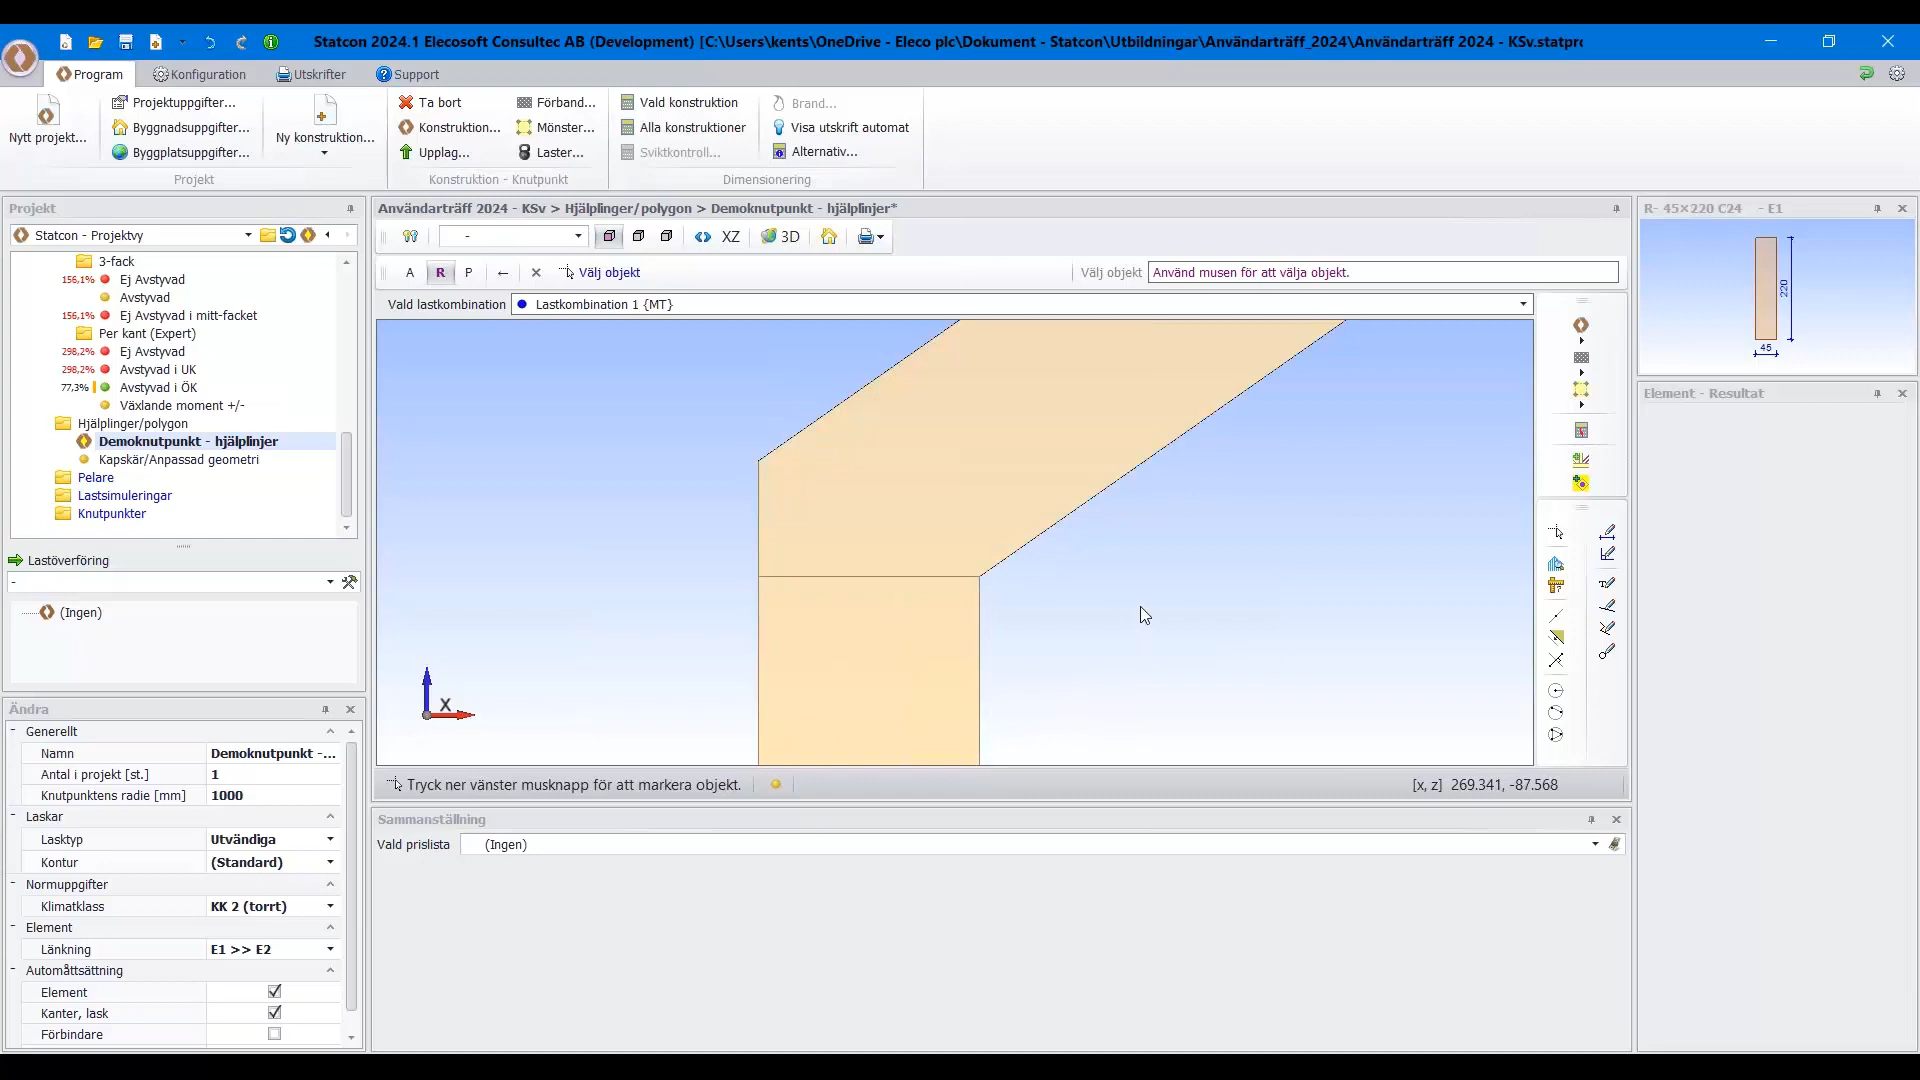 Statcon 2024.1 Elecosoft Consultec AB (Development) [C:\Users\kents\OneDrive - Eleco plc\Dokument - Statcon\Utbildningar\Användarträff_2024\Användarträff 2024 - KSv.statpro
Program
Konfiguration
Utskrifter
Support
Nytt projekt...
Projektuppgifter...
Byggnadsuppgifter...
Byggplatsuppgifter...
Projekt
Ny konstruktion...
Ta bort
Konstruktion...
Upplag...
Förband...
Mönster...
Laster...
Konstruktion - Knutpunkt
Vald konstruktion
Alla konstruktioner
Sviktkontroll...
Brand...
Visa utskrift automat
Alternativ...
Dimensionering
Projekt
Statcon - Projektvy
3-fack
156,1% Ej Avstyvad
Avstyvad
156,1% Ej Avstyvad i mitt-facket
Per kant (Expert)
298,2% Ej Avstyvad
298,2% Avstyvad i UK
77,3% Avstyvad i ÖK
Växlande moment +/-
Hjälplinger/polygon
Demoknutpunkt - hjälplinjer
Kapskär/Anpassad geometri
Pelare
Lastsimuleringar
Knutpunkter
Lastöverföring
-
(Ingen)
Ändra
Generellt
Namn Demoknutpunkt -...
Antal i projekt [st.] 1
Knutpunktens radie [mm] 1000
Laskar
Lasktyp Utvändiga
Kontur (Standard)
Normuppgifter
Klimatklass KK 2 (torrt)
Element
Länkning E1 >> E2
Automåttsättning
Element
Kanter, lask
Förbindare
Användarträff 2024 - KSv > Hjälplinger/polygon > Demoknutpunkt - hjälplinjer*
- XZ 3D
A R P Välj objekt
Välj objekt Använd musen för att välja objekt.
Vald lastkombination Lastkombination 1 {MT}
X
Tryck ner vänster musknapp för att markera objekt.
[x, z] 269.341, -87.568
Sammanställning
Vald prislista (Ingen)
R- 45×220 C24 - E1
220
45
Element - Resultat